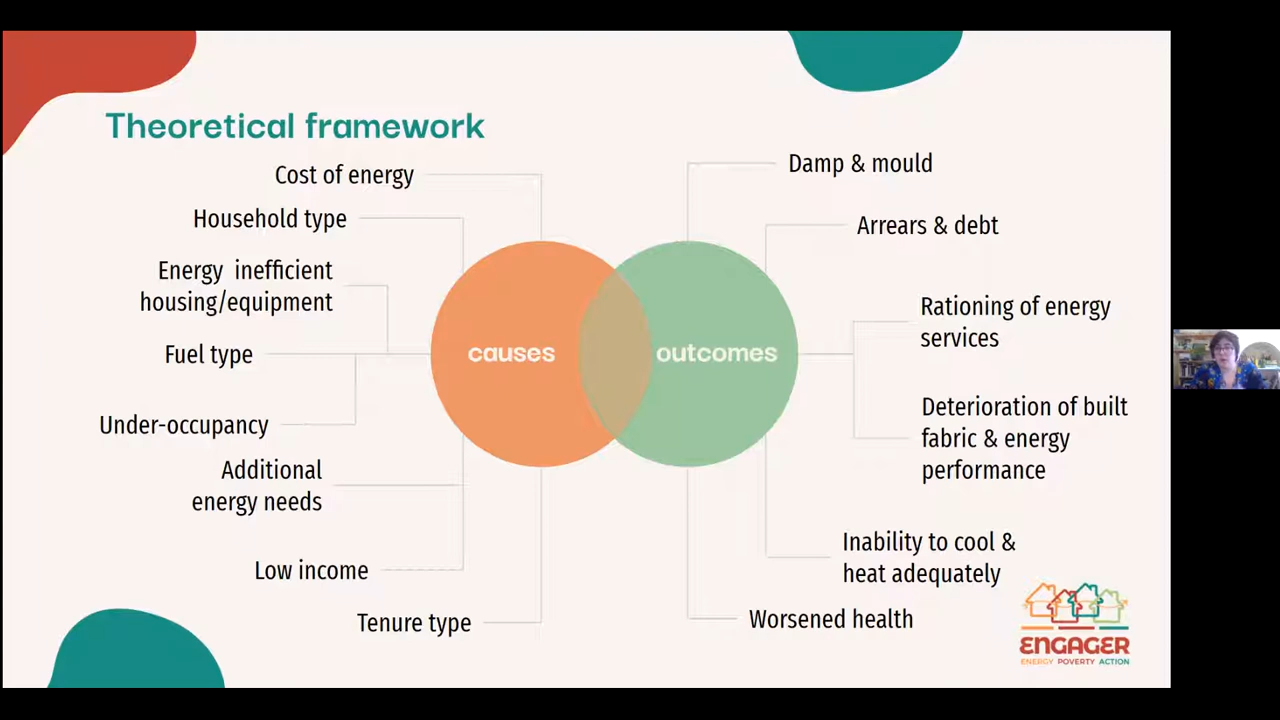 Theoretical framework
Cost of energy
Household type
Energy inefficient
housing/equipment
Fuel type
Under-occupancy
Additional
energy needs
Low income
Tenure type
causes
outcomes
Damp & mould
Arrears & debt
Rationing of energy
services
Deterioration of built
fabric & energy
performance
Inability to cool &
heat adequately
Worsened health
ENGAGER
ENERGY POVERTY ACTION